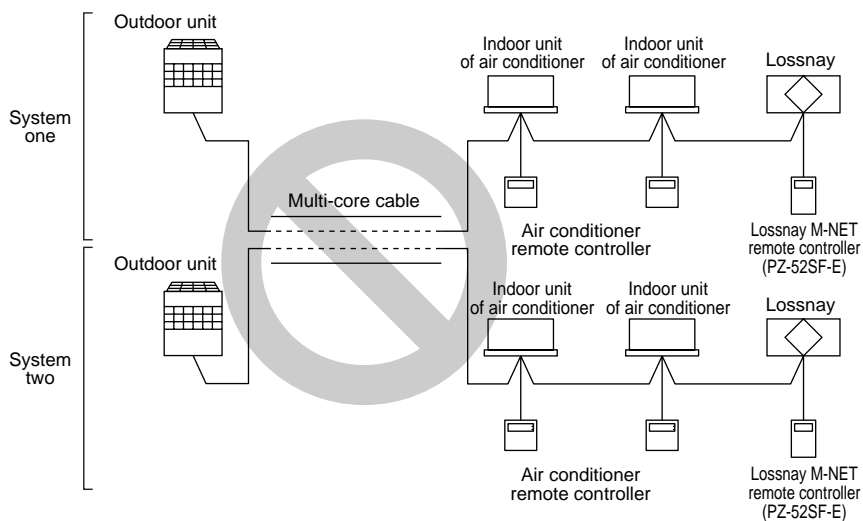 Outdoor unit
Indoor unit
of air conditioner
Indoor unit
of air conditioner
Lossnay
System
one
Multi-core cable
Air conditioner
remote controller
Lossnay M-NET
remote controller
(PZ-52SF-E)
Outdoor unit
Indoor unit
of air conditioner
Indoor unit
of air conditioner
Lossnay
System
two
Air conditioner
remote controller
Lossnay M-NET
remote controller
(PZ-52SF-E)